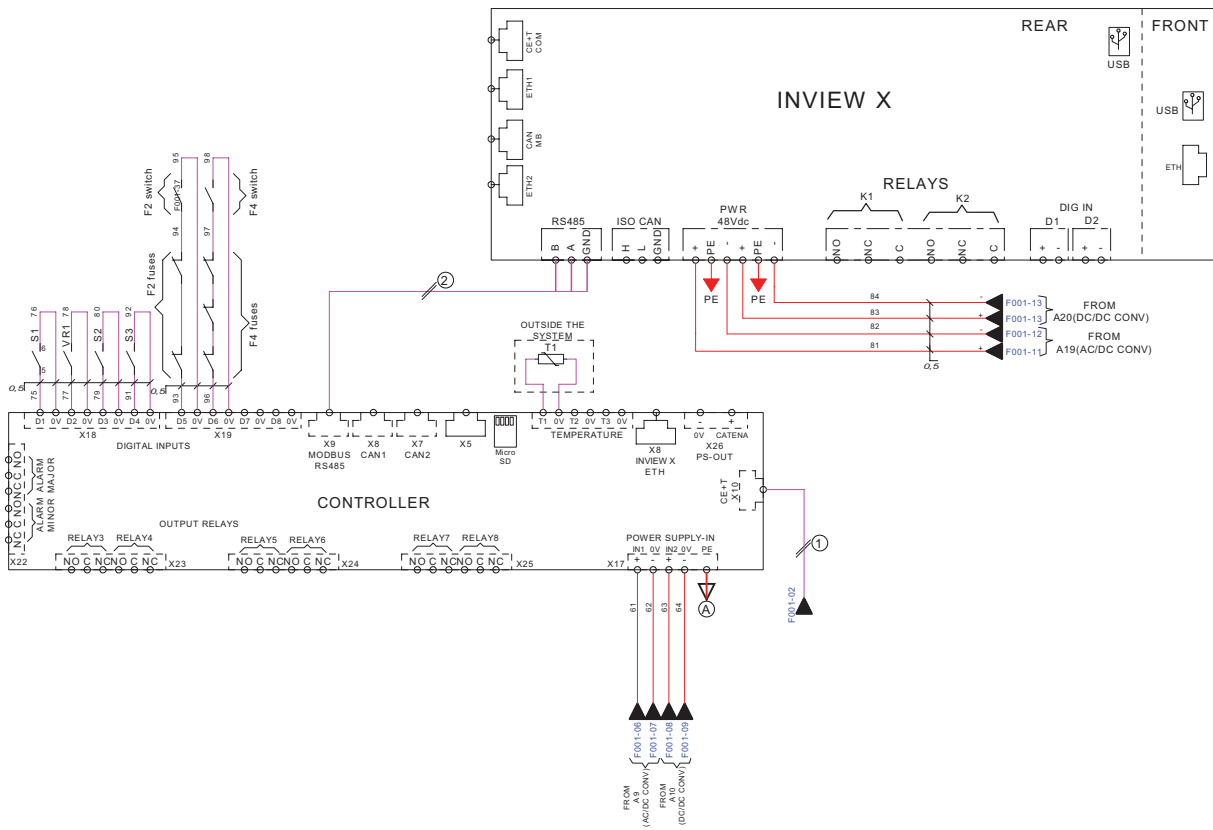 REAR
FRONT
CE+T
COM
ETH1
CAN
MB
ETH2
USB
USB
ETH
INVIEW X
RELAYS
K1
K2
DIG IN
D1
D2
RS485
ISO CAN
PWR
48Vdc
B
A
GND
H
L
GND
+
PE
-
+
PE
-
NO
NC
C
NO
NC
C
+
-
+
-
PE
PE
84
83
82
81
0,5
-
F001-13
+
F001-13
-
F001-12
+
F001-11
FROM
A20(DC/DC CONV)
FROM
A19(AC/DC CONV)
F2 switch
F001-37
95
98
F4 switch
94
97
F2 fuses
F4 fuses
93
96
0,5
76
78
80
92
S1
VR1
S2
S3
6
5
0,5
75
77
79
91
2
OUTSIDE THE
SYSTEM
T1
D1
0V
D2
0V
D3
0V
D4
0V
X18
DIGITAL INPUTS
D5
0V
D6
0V
D7
0V
D8
0V
X19
X9
MODBUS
RS485
X8
CAN1
X7
CAN2
X5
Micro
SD
T1
0V
T2
0V
T3
0V
TEMPERATURE
X8
INVIEW X
ETH
-
+
0V
CATENA
X26
PS-OUT
CE+T
X10
1
F001-02
CONTROLLER
NO
C
NC
NO
C
NC
ALARM
MAJOR
ALARM
MINOR
X22
OUTPUT RELAYS
RELAY3
RELAY4
NO C NC NO C NC
X23
RELAY5
RELAY6
NO C NC NO C NC
X24
RELAY7
RELAY8
NO C NC NO C NC
X25
POWER SUPPLY-IN
IN1 0V IN2 0V PE
+ - + -
X17
A
61
62
63
64
F001-06
F001-07
F001-08
F001-09
FROM
A9
(AC/DC CONV)
FROM
A10
(DC/DC CONV)